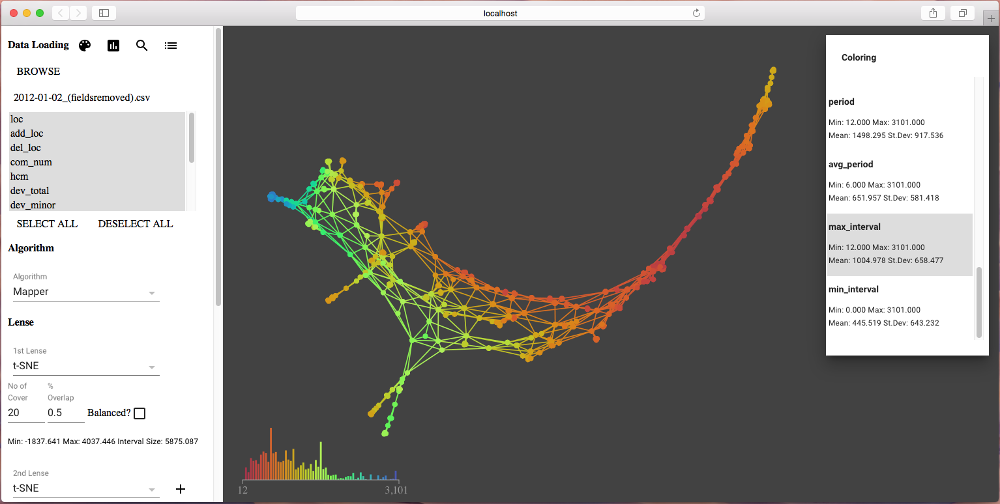 localhost
Data Loading
BROWSE
2012-01-02_(fieldsremoved).csv
loc
add_loc
del_loc
com_num
hcm
dev_total
dev_minor
SELECT ALL DESELECT ALL
Algorithm
Algorithm
Mapper
Lense
1st Lense
t-SNE
No of Cover % Overlap
20 0.5 Balanced?
Min: -1837.641 Max: 4037.446 Interval Size: 5875.087
2nd Lense
t-SNE
12 3,101
Coloring
period
Min: 12.000 Max: 3101.000
Mean: 1498.295 St.Dev: 917.536
avg_period
Min: 6.000 Max: 3101.000
Mean: 651.957 St.Dev: 581.418
max_interval
Min: 12.000 Max: 3101.000
Mean: 1004.978 St.Dev: 658.477
min_interval
Min: 0.000 Max: 3101.000
Mean: 445.519 St.Dev: 643.232